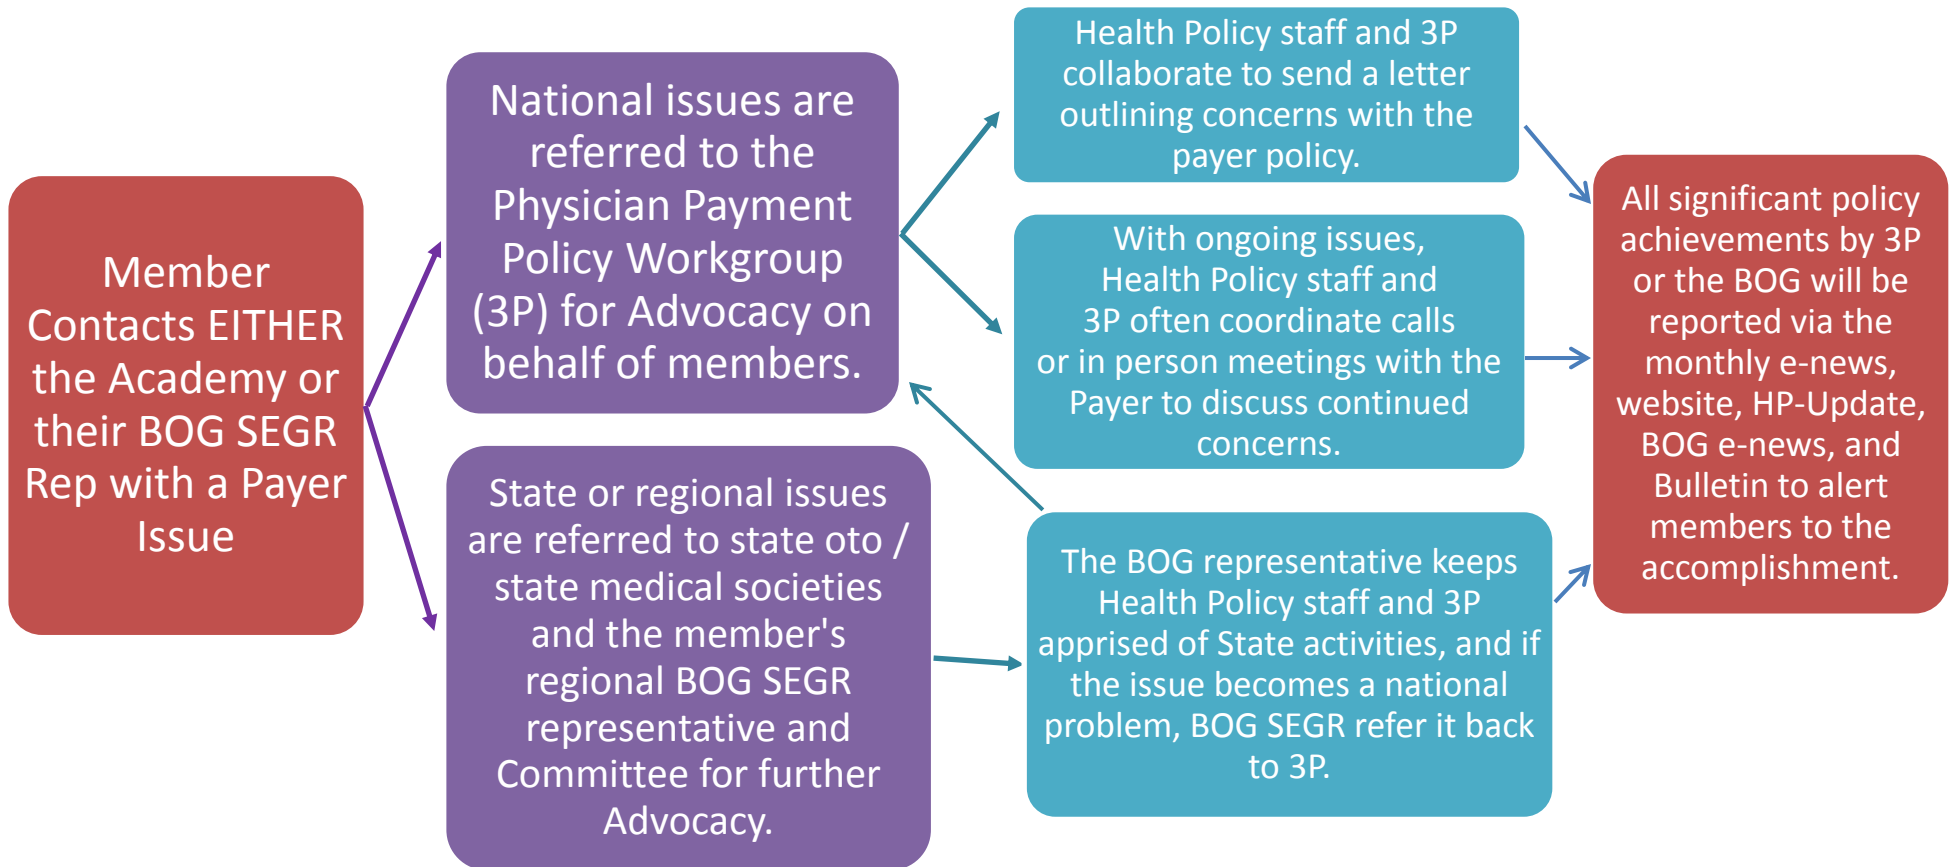 Member
Contacts EITHER
the Academy or
their BOG SEGR
Rep with a Payer
Issue
National issues are
referred to the
Physician Payment
Policy Workgroup
(3P) for Advocacy on
behalf of members.
State or regional issues
are referred to state oto /
state medical societies
and the member's
regional BOG SEGR
representative and
Committee for further
Advocacy.
Health Policy staff and 3P
collaborate to send a letter
outlining concerns with the
payer policy.
With ongoing issues,
Health Policy staff and
3P often coordinate calls
or in person meetings with the
Payer to discuss continued
concerns.
The BOG representative keeps
Health Policy staff and 3P
apprised of State activities, and if
the issue becomes a national
problem, BOG SEGR refer it back
to 3P.
All significant policy
achievements by 3P
or the BOG will be
reported via the
monthly e-news,
website, HP-Update,
BOG e-news, and
Bulletin to alert
members to the
accomplishment.